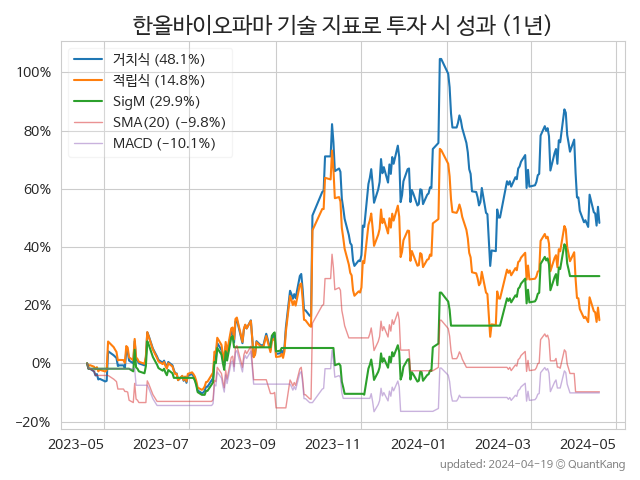 한올바이오파마 기술 지표로 투자 시 성과 (1년)
거치식 (48.1%)
적립식 (14.8%)
SigM (29.9%)
SMA(20) (−9.8%)
MACD (−10.1%)
100%
80%
60%
40%
20%
0%
−20%
2023-05 2023-07 2023-09 2023-11 2024-01 2024-03 2024-05
updated: 2024-04-19 © QuantKang